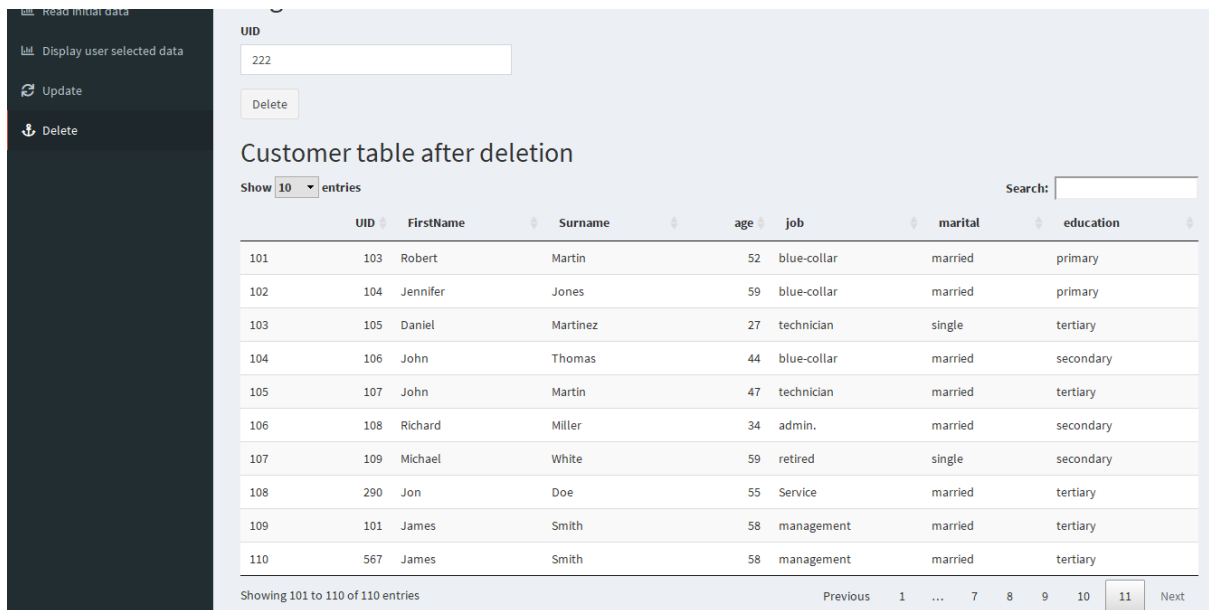 Read initial data
Display user selected data
Update
Delete
UID
222
Delete
Customer table after deletion
Show 10 entries
Search:
UID FirstName Surname age job marital education
101 103 Robert Martin 52 blue-collar married primary
102 104 Jennifer Jones 59 blue-collar married primary
103 105 Daniel Martinez 27 technician single tertiary
104 106 John Thomas 44 blue-collar married secondary
105 107 John Martin 47 technician married tertiary
106 108 Richard Miller 34 admin. married secondary
107 109 Michael White 59 retired single secondary
108 290 Jon Doe 55 Service married tertiary
109 101 James Smith 58 management married tertiary
110 567 James Smith 58 management married tertiary
Showing 101 to 110 of 110 entries
Previous 1 ... 7 8 9 10 11 Next